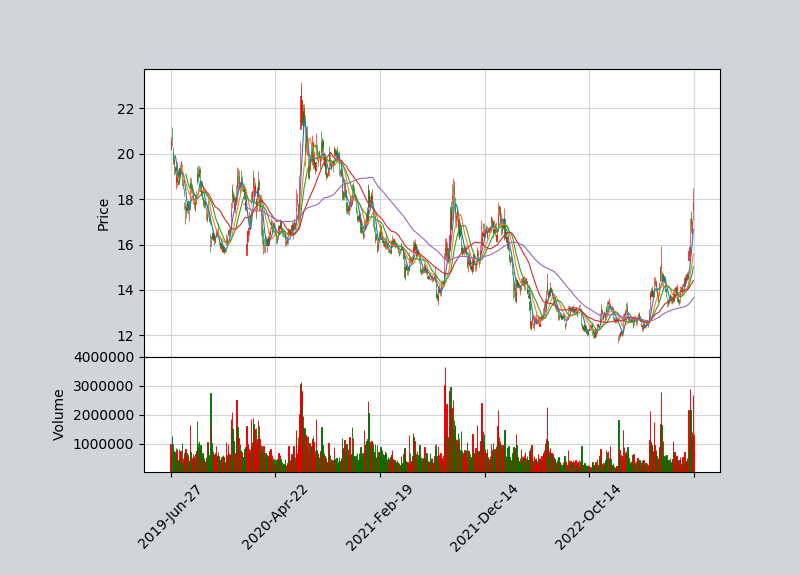 22
20
18
16
14
12
Price
4000000
3000000
2000000
1000000
Volume
2019-Jun-27
2020-Apr-22
2021-Feb-19
2021-Dec-14
2022-Oct-14